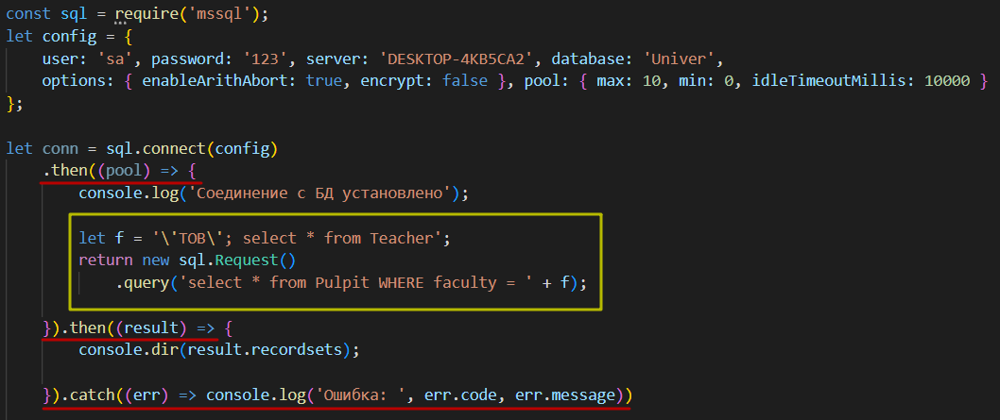 const sql = require('mssql');
let config = {
    user: 'sa', password: '123', server: 'DESKTOP-4KB5CA2', database: 'Univer',
    options: { enableArithAbort: true, encrypt: false }, pool: { max: 10, min: 0, idleTimeoutMillis: 10000 }
};
let conn = sql.connect(config)
    .then((pool) => {
        console.log('Соединение с БД установлено');
        let f = '\'ТОВ\'; select * from Teacher';
        return new sql.Request()
            .query('select * from Pulpit WHERE faculty = ' + f);
    }).then((result) => {
        console.dir(result.recordsets);
    }).catch((err) => console.log('Ошибка: ', err.code, err.message))